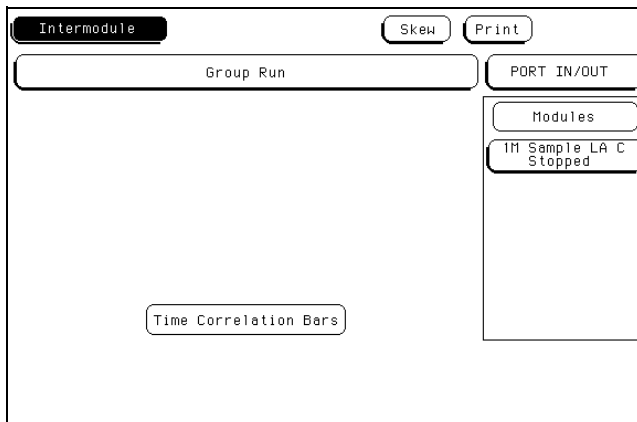 Intermodule
Skew
Print
Group Run
PORT IN/OUT
Modules
1M Sample LA C
Stopped
Time Correlation Bars